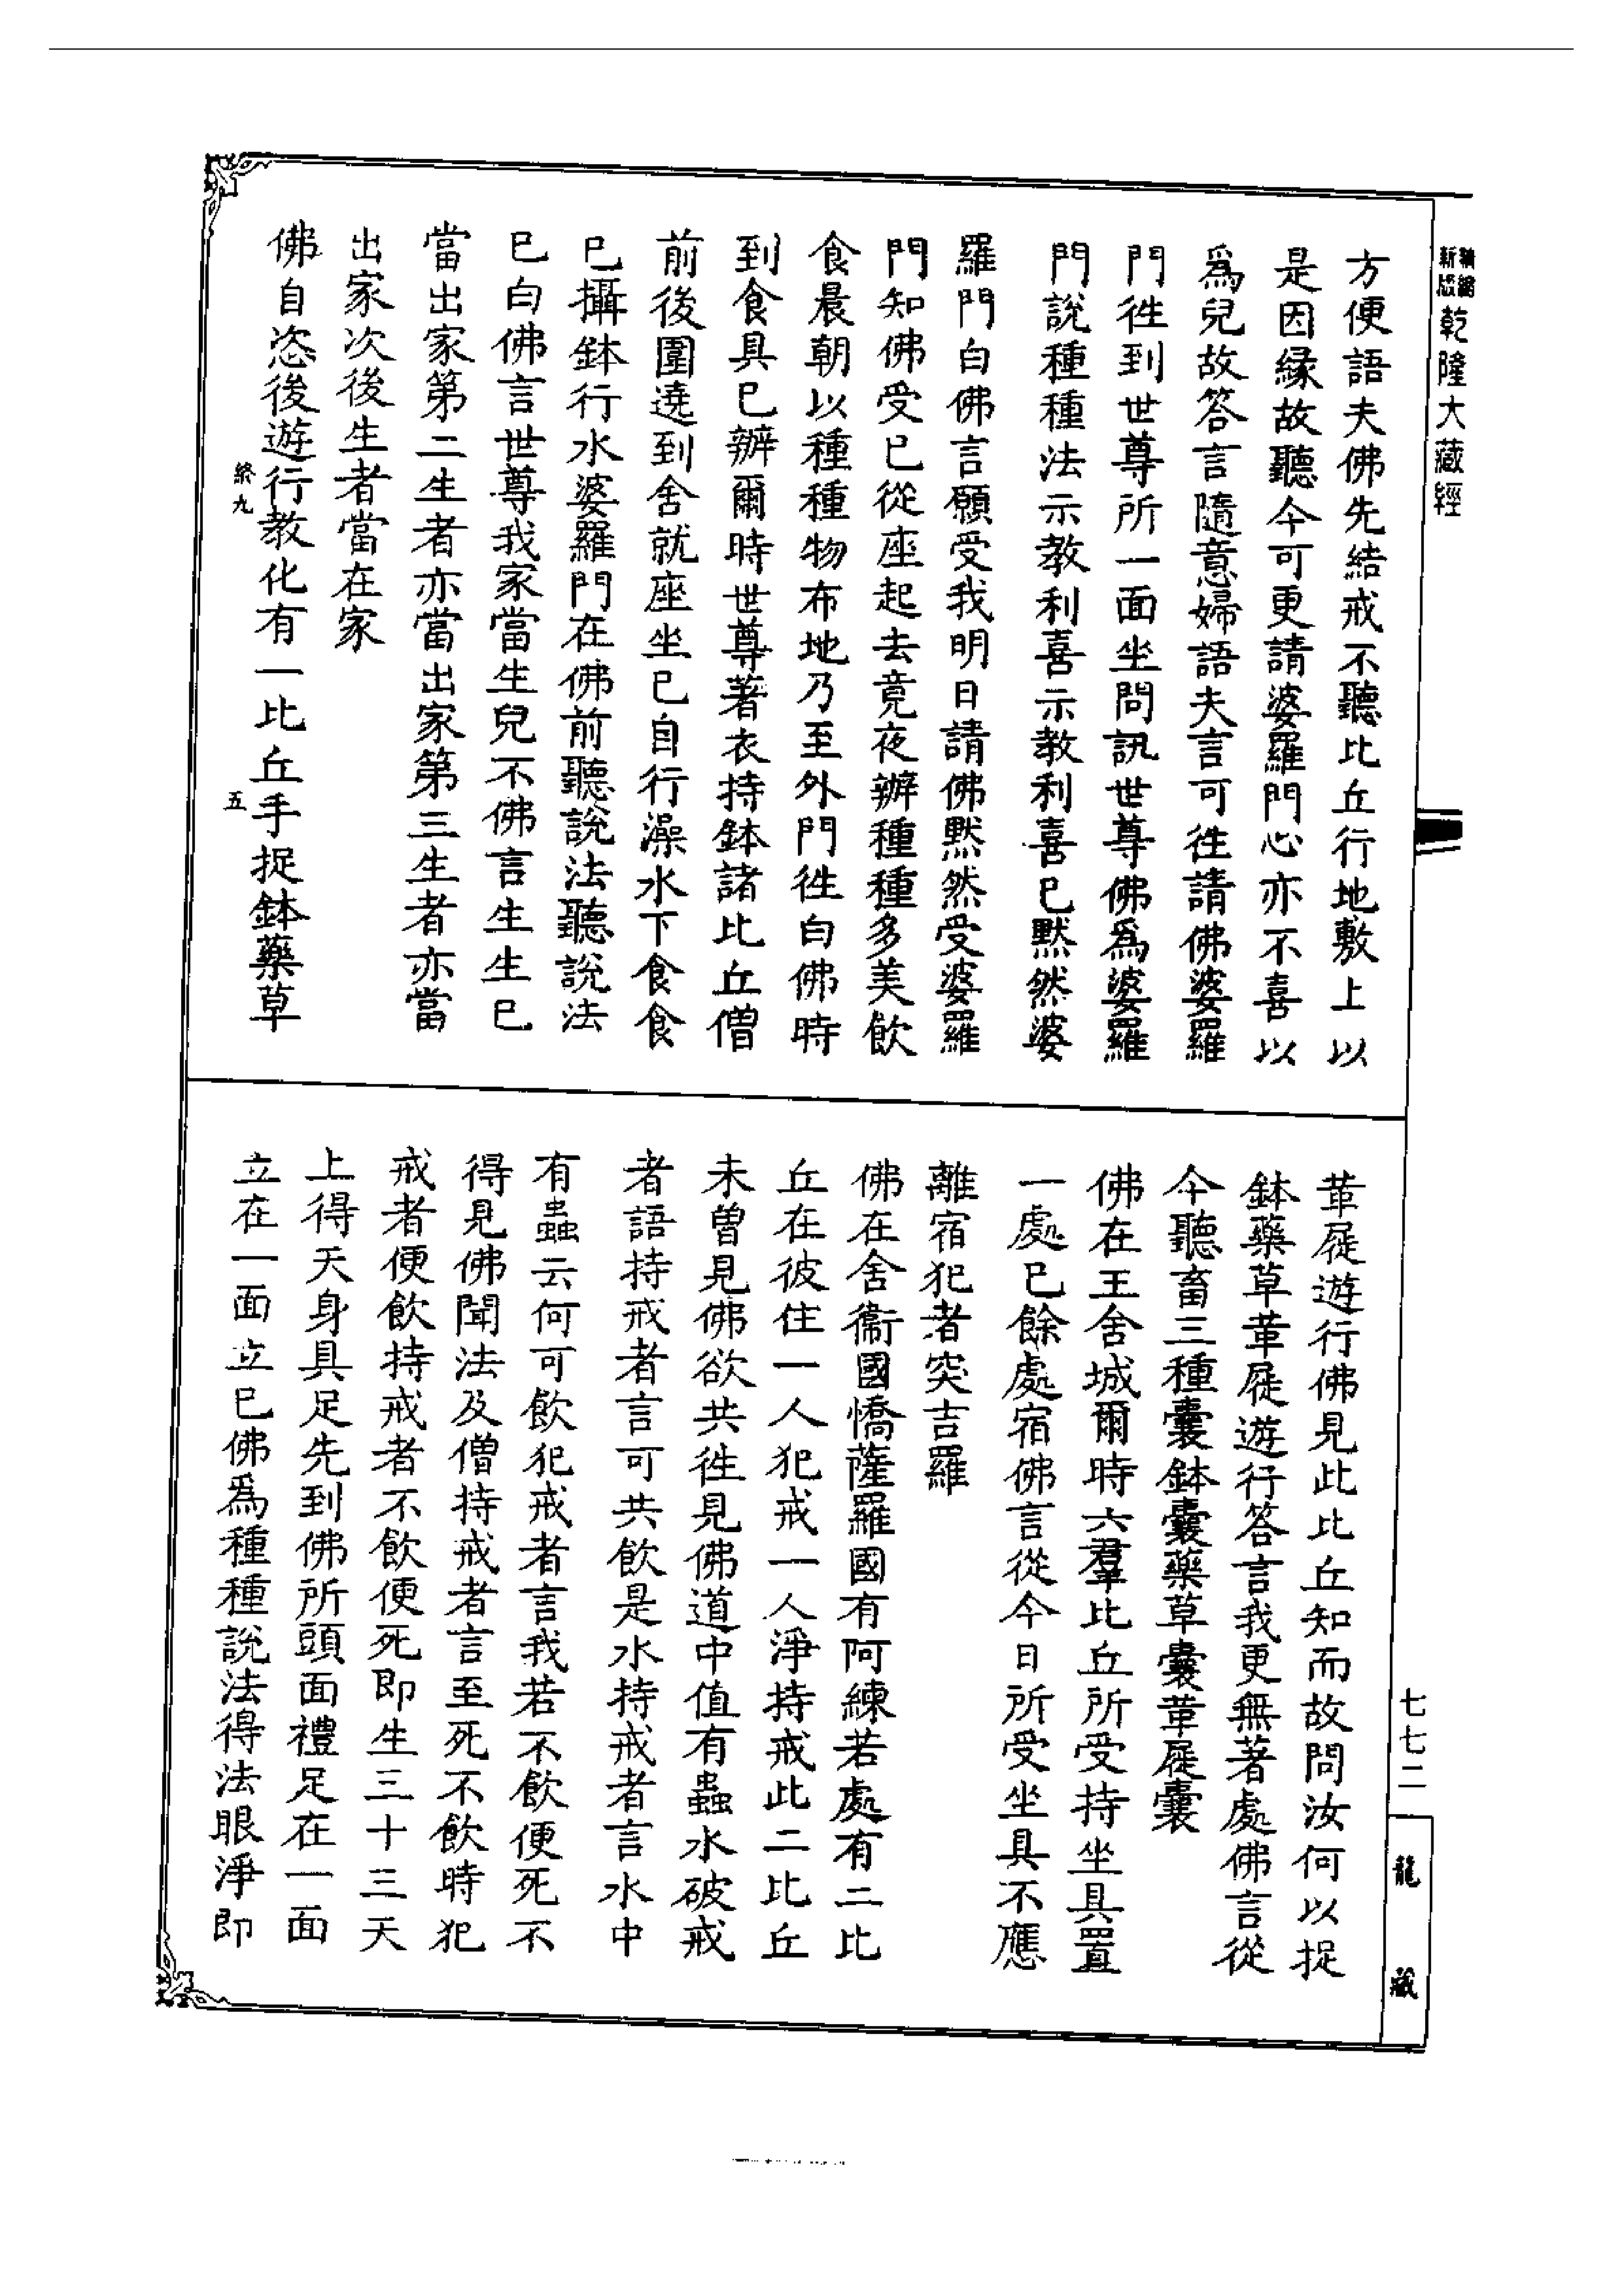 新版精縮乾隆大藏經
方便語夫佛先結戒不聽比丘行地敷上以
是因緣故聽今可更請婆羅門心亦不喜以
爲兒故答言隨意婦語夫言可徃請佛婆羅
門徃到世尊所一面坐問訊世尊佛爲婆羅
門說種種法示教利喜示教利喜已默然婆
羅門白佛言願受我明日請佛默然受婆羅
門知佛受已從座起去竟夜辦種種多美飲
食晨朝以種種物布地乃至外門徃白佛時
到食具已辦爾時世尊著衣持鉢諸比丘僧
前後圍遶到舍就座坐已自行澡水下食食
已攝鉢行水婆羅門在佛前聽說法聽說法
已白佛言世尊我家當生兒不佛言生生已
當出家第二生者亦當出家第三生者亦當
出家次後生者當在家
佛自恣後遊行教化有一比丘手捉鉢藥草
終九 五
革屣遊行佛見此比丘知而故問汝何以捉
鉢藥草革屣遊行答言我更無著處佛言從
今聽畜三種囊鉢囊藥草囊革屣囊
佛在王舍城爾時六羣比丘所受持坐具置
一處已餘處宿佛言從今日所受坐具不應
離宿犯者突吉羅
佛在舍衞國憍薩羅國有阿練若處有二比
丘在彼住一人犯戒一人淨持戒此二比丘
未曾見佛欲共徃見佛道中值有蟲水破戒
者語持戒者言可共飲是水持戒者言水中
有蟲云何可飲犯戒者言我若不飲便死不
得見佛聞法及僧持戒者言至死不飲時犯
戒者便飲持戒者不飲便死即生三十三天
上得天身具足先到佛所頭面禮足在一面
立在一面立已佛爲種種說法得法眼淨即
七七二
龍藏